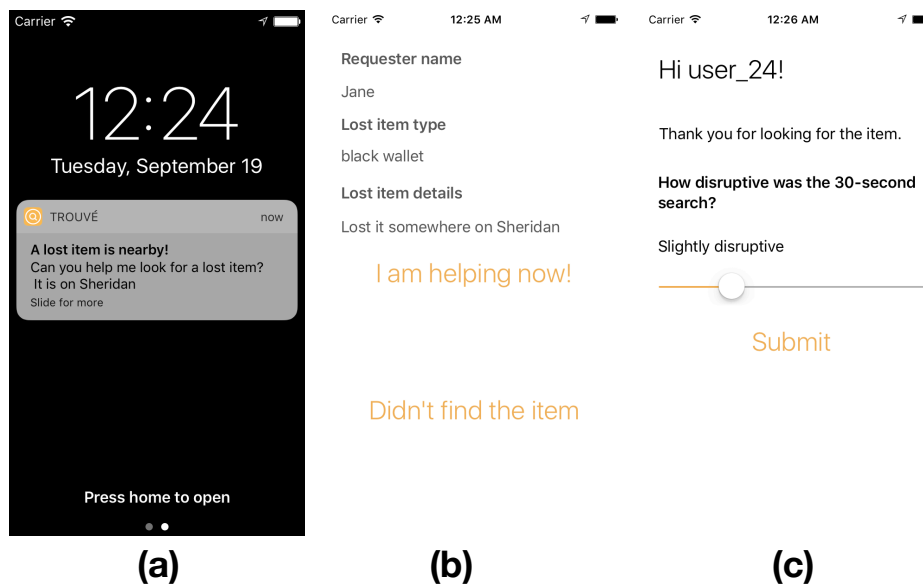 Carrier
12:24
Tuesday, September 19
TROUVÉ now
A lost item is nearby!
Can you help me look for a lost item?
It is on Sheridan
Slide for more
Press home to open
(a)
Carrier 12:25 AM
Requester name
Jane
Lost item type
black wallet
Lost item details
Lost it somewhere on Sheridan
I am helping now!
Didn't find the item
(b)
Carrier 12:26 AM
Hi user_24!
Thank you for looking for the item.
How disruptive was the 30-second
search?
Slightly disruptive
Submit
(c)